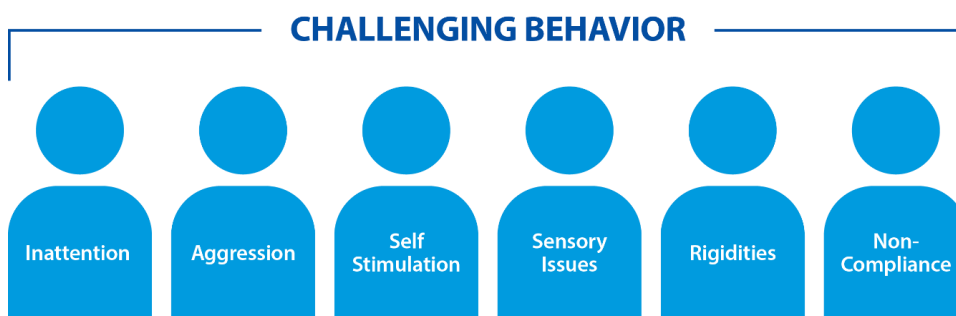 CHALLENGING BEHAVIOR
Inattention
Aggression
Self
Stimulation
Sensory
Issues
Rigidities
Non-
Compliance